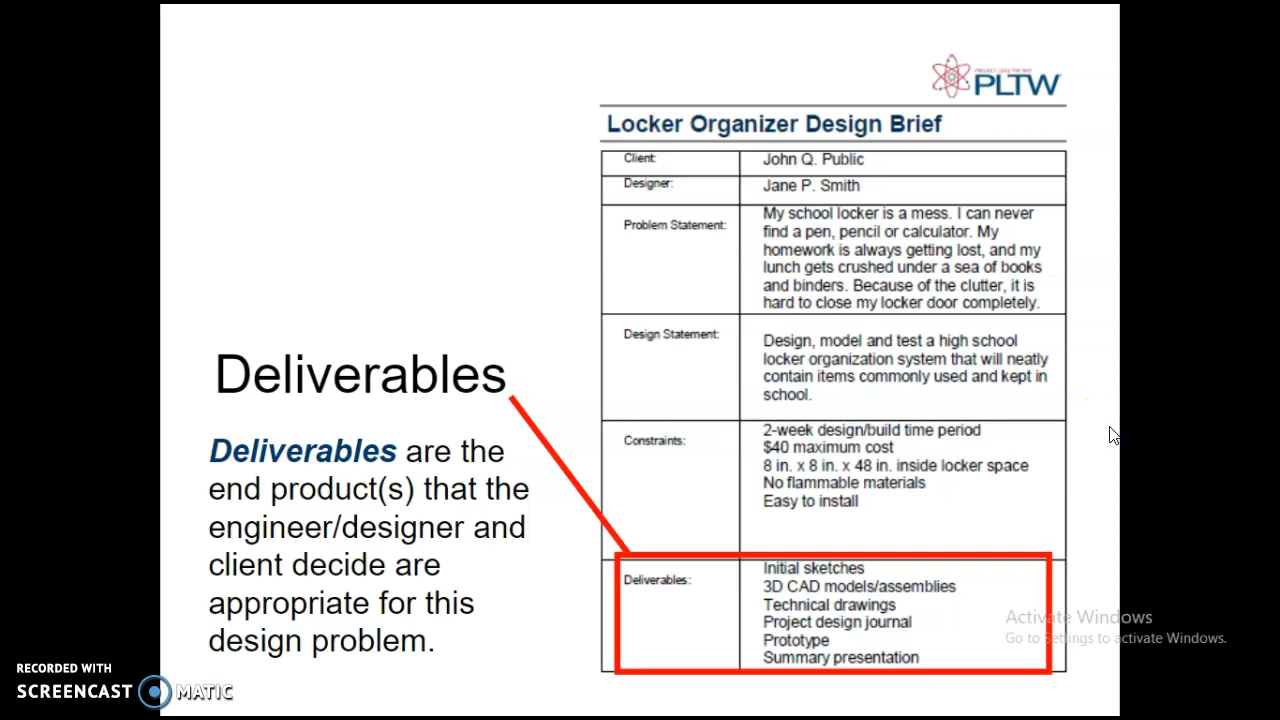 PROJECT LEAD THE WAY
PLTW
Locker Organizer Design Brief
Client:
John Q. Public
Designer:
Jane P. Smith
Problem Statement:
My school locker is a mess. I can never
find a pen, pencil or calculator. My
homework is always getting lost, and my
lunch gets crushed under a sea of books
and binders. Because of the clutter, it is
hard to close my locker door completely.
Design Statement:
Design, model and test a high school
locker organization system that will neatly
contain items commonly used and kept in
school.
Constraints:
2-week design/build time period
$40 maximum cost
8 in. x 8 in. x 48 in. inside locker space
No flammable materials
Easy to install
Deliverables:
Initial sketches
3D CAD models/assemblies
Technical drawings
Project design journal
Prototype
Summary presentation
Deliverables
Deliverables are the
end product(s) that the
engineer/designer and
client decide are
appropriate for this
design problem.
Activate Windows
Go to Settings to activate Windows.
RECORDED WITH
SCREENCAST MATIC